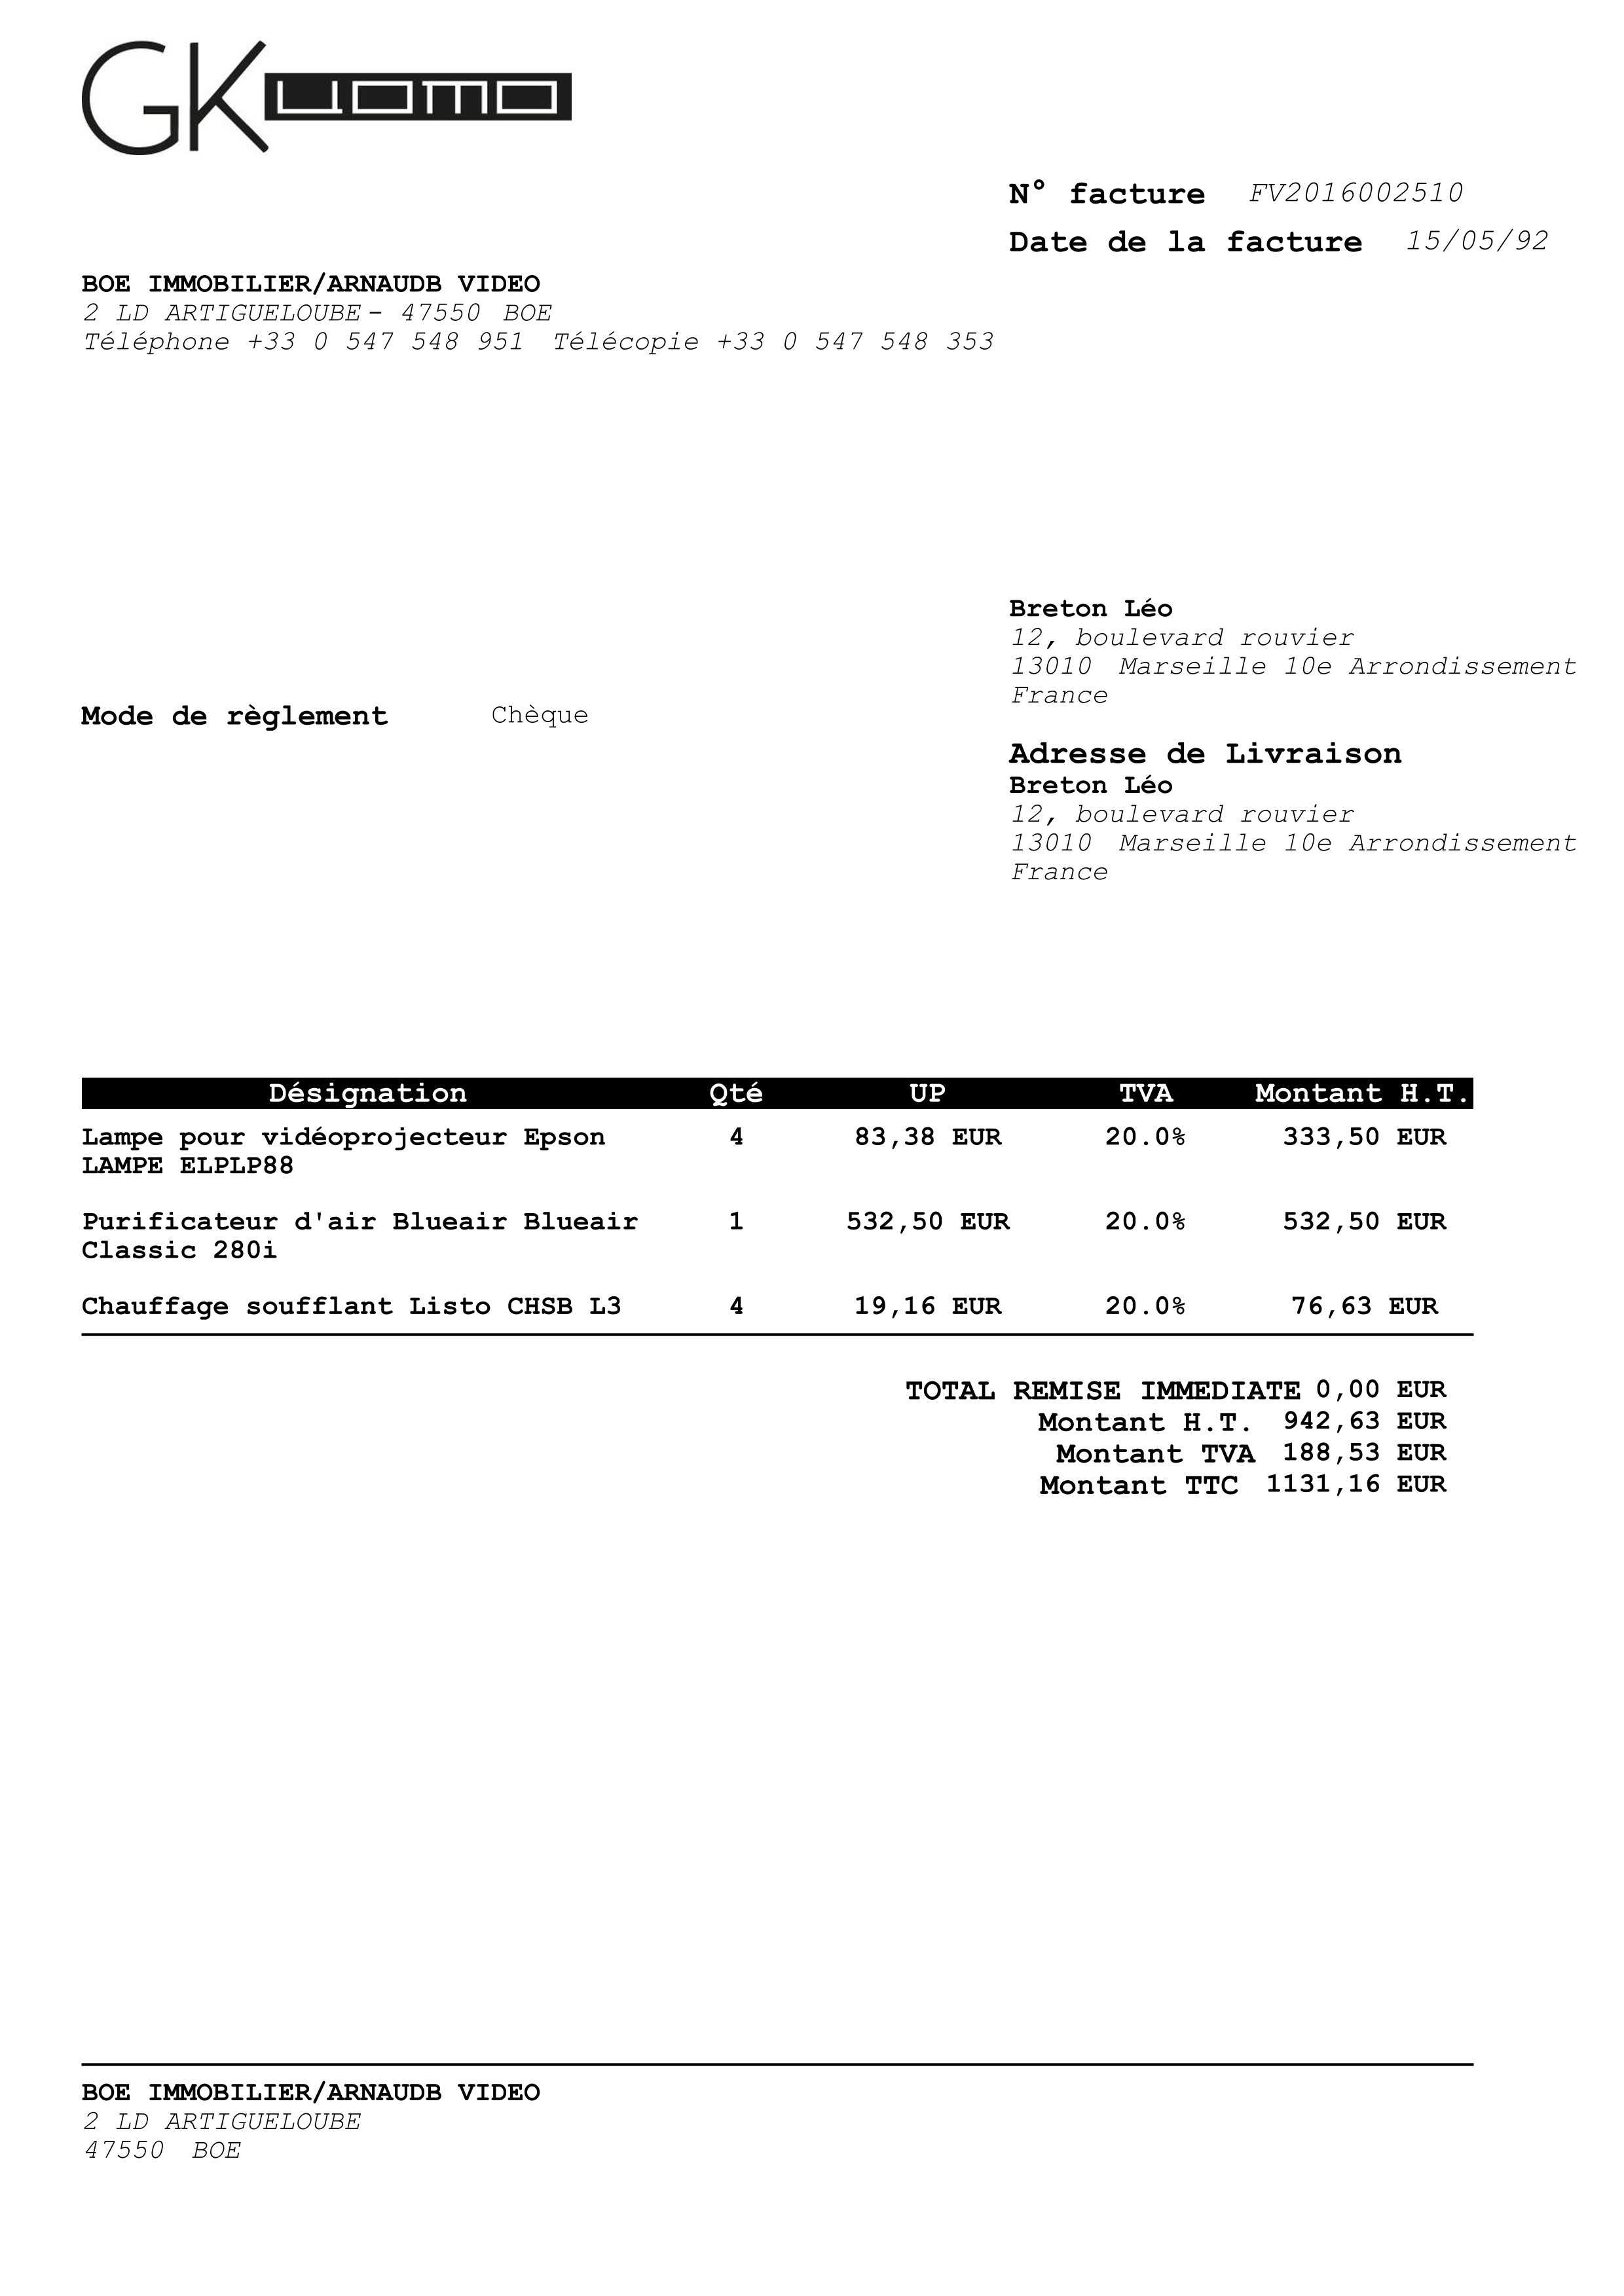 GK UOMO
N° facture FV2016002510
Date de la facture 15/05/92
BOE IMMOBILIER/ARNAUDB VIDEO
2 LD ARTIGUELOUBE - 47550 BOE
Téléphone +33 0 547 548 951 Télécopie +33 0 547 548 353
Breton Léo
12, boulevard rouvier
13010 Marseille 10e Arrondissement
France
Mode de règlement Chèque
Adresse de Livraison
Breton Léo
12, boulevard rouvier
13010 Marseille 10e Arrondissement
France
Désignation Qté UP TVA Montant H.T.
Lampe pour vidéoprojecteur Epson 4 83,38 EUR 20.0% 333,50 EUR
LAMPE ELPLP88
Purificateur d'air Blueair Blueair 1 532,50 EUR 20.0% 532,50 EUR
Classic 280i
Chauffage soufflant Listo CHSB L3 4 19,16 EUR 20.0% 76,63 EUR
TOTAL REMISE IMMEDIATE 0,00 EUR
Montant H.T. 942,63 EUR
Montant TVA 188,53 EUR
Montant TTC 1131,16 EUR
BOE IMMOBILIER/ARNAUDB VIDEO
2 LD ARTIGUELOUBE
47550 BOE